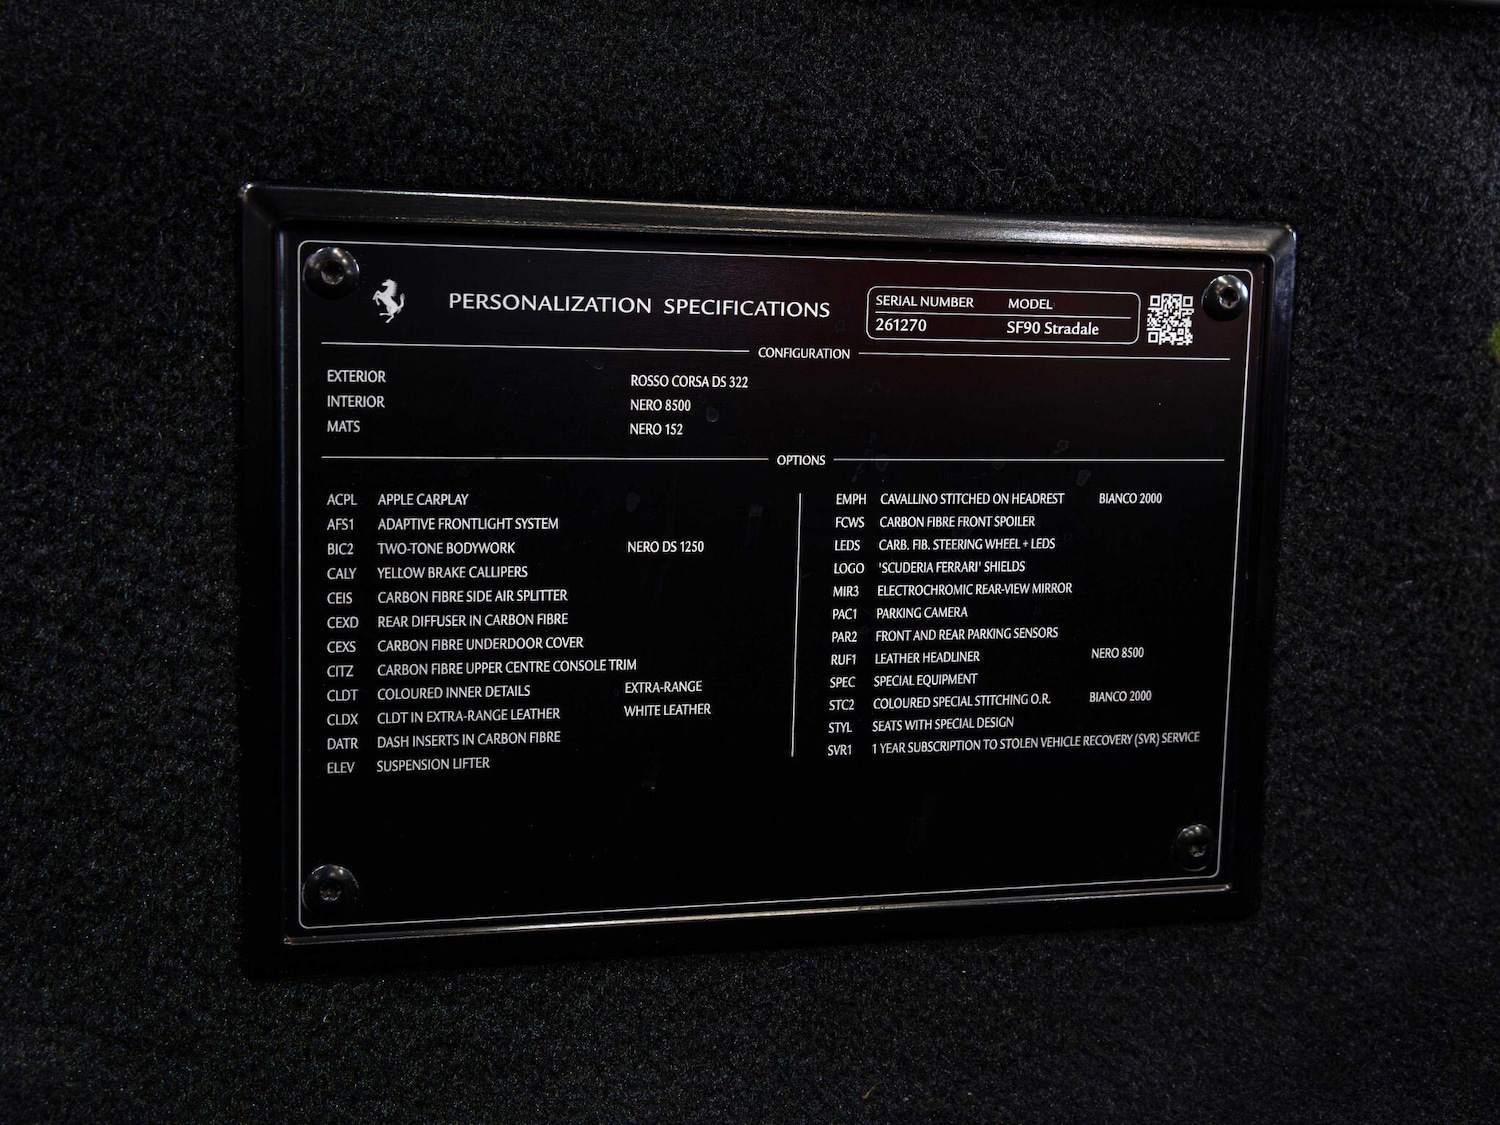 PERSONALIZATION SPECIFICATIONS
SERIAL NUMBER MODEL
261270 SF90 Stradale
CONFIGURATION
EXTERIOR ROSSO CORSA DS 322
INTERIOR NERO 8500
MATS NERO 152
OPTIONS
ACPL APPLE CARPLAY
AFS1 ADAPTIVE FRONTLIGHT SYSTEM
BIC2 TWO-TONE BODYWORK NERO DS 1250
CALY YELLOW BRAKE CALLIPERS
CEIS CARBON FIBRE SIDE AIR SPLITTER
CEXD REAR DIFFUSER IN CARBON FIBRE
CEXS CARBON FIBRE UNDERDOOR COVER
CITZ CARBON FIBRE UPPER CENTRE CONSOLE TRIM
CLDT COLOURED INNER DETAILS EXTRA-RANGE
CLDX CLDT IN EXTRA-RANGE LEATHER WHITE LEATHER
DATR DASH INSERTS IN CARBON FIBRE
ELEV SUSPENSION LIFTER
EMPH CAVALLINO STITCHED ON HEADREST BIANCO 2000
FCWS CARBON FIBRE FRONT SPOILER
LEDS CARB. FIB. STEERING WHEEL + LEDS
LOGO 'SCUDERIA FERRARI' SHIELDS
MIR3 ELECTROCHROMIC REAR-VIEW MIRROR
PAC1 PARKING CAMERA
PAR2 FRONT AND REAR PARKING SENSORS
RUF1 LEATHER HEADLINER NERO 8500
SPEC SPECIAL EQUIPMENT
STC2 COLOURED SPECIAL STITCHING O.R. BIANCO 2000
STYL SEATS WITH SPECIAL DESIGN
SVR1 1 YEAR SUBSCRIPTION TO STOLEN VEHICLE RECOVERY (SVR) SERVICE